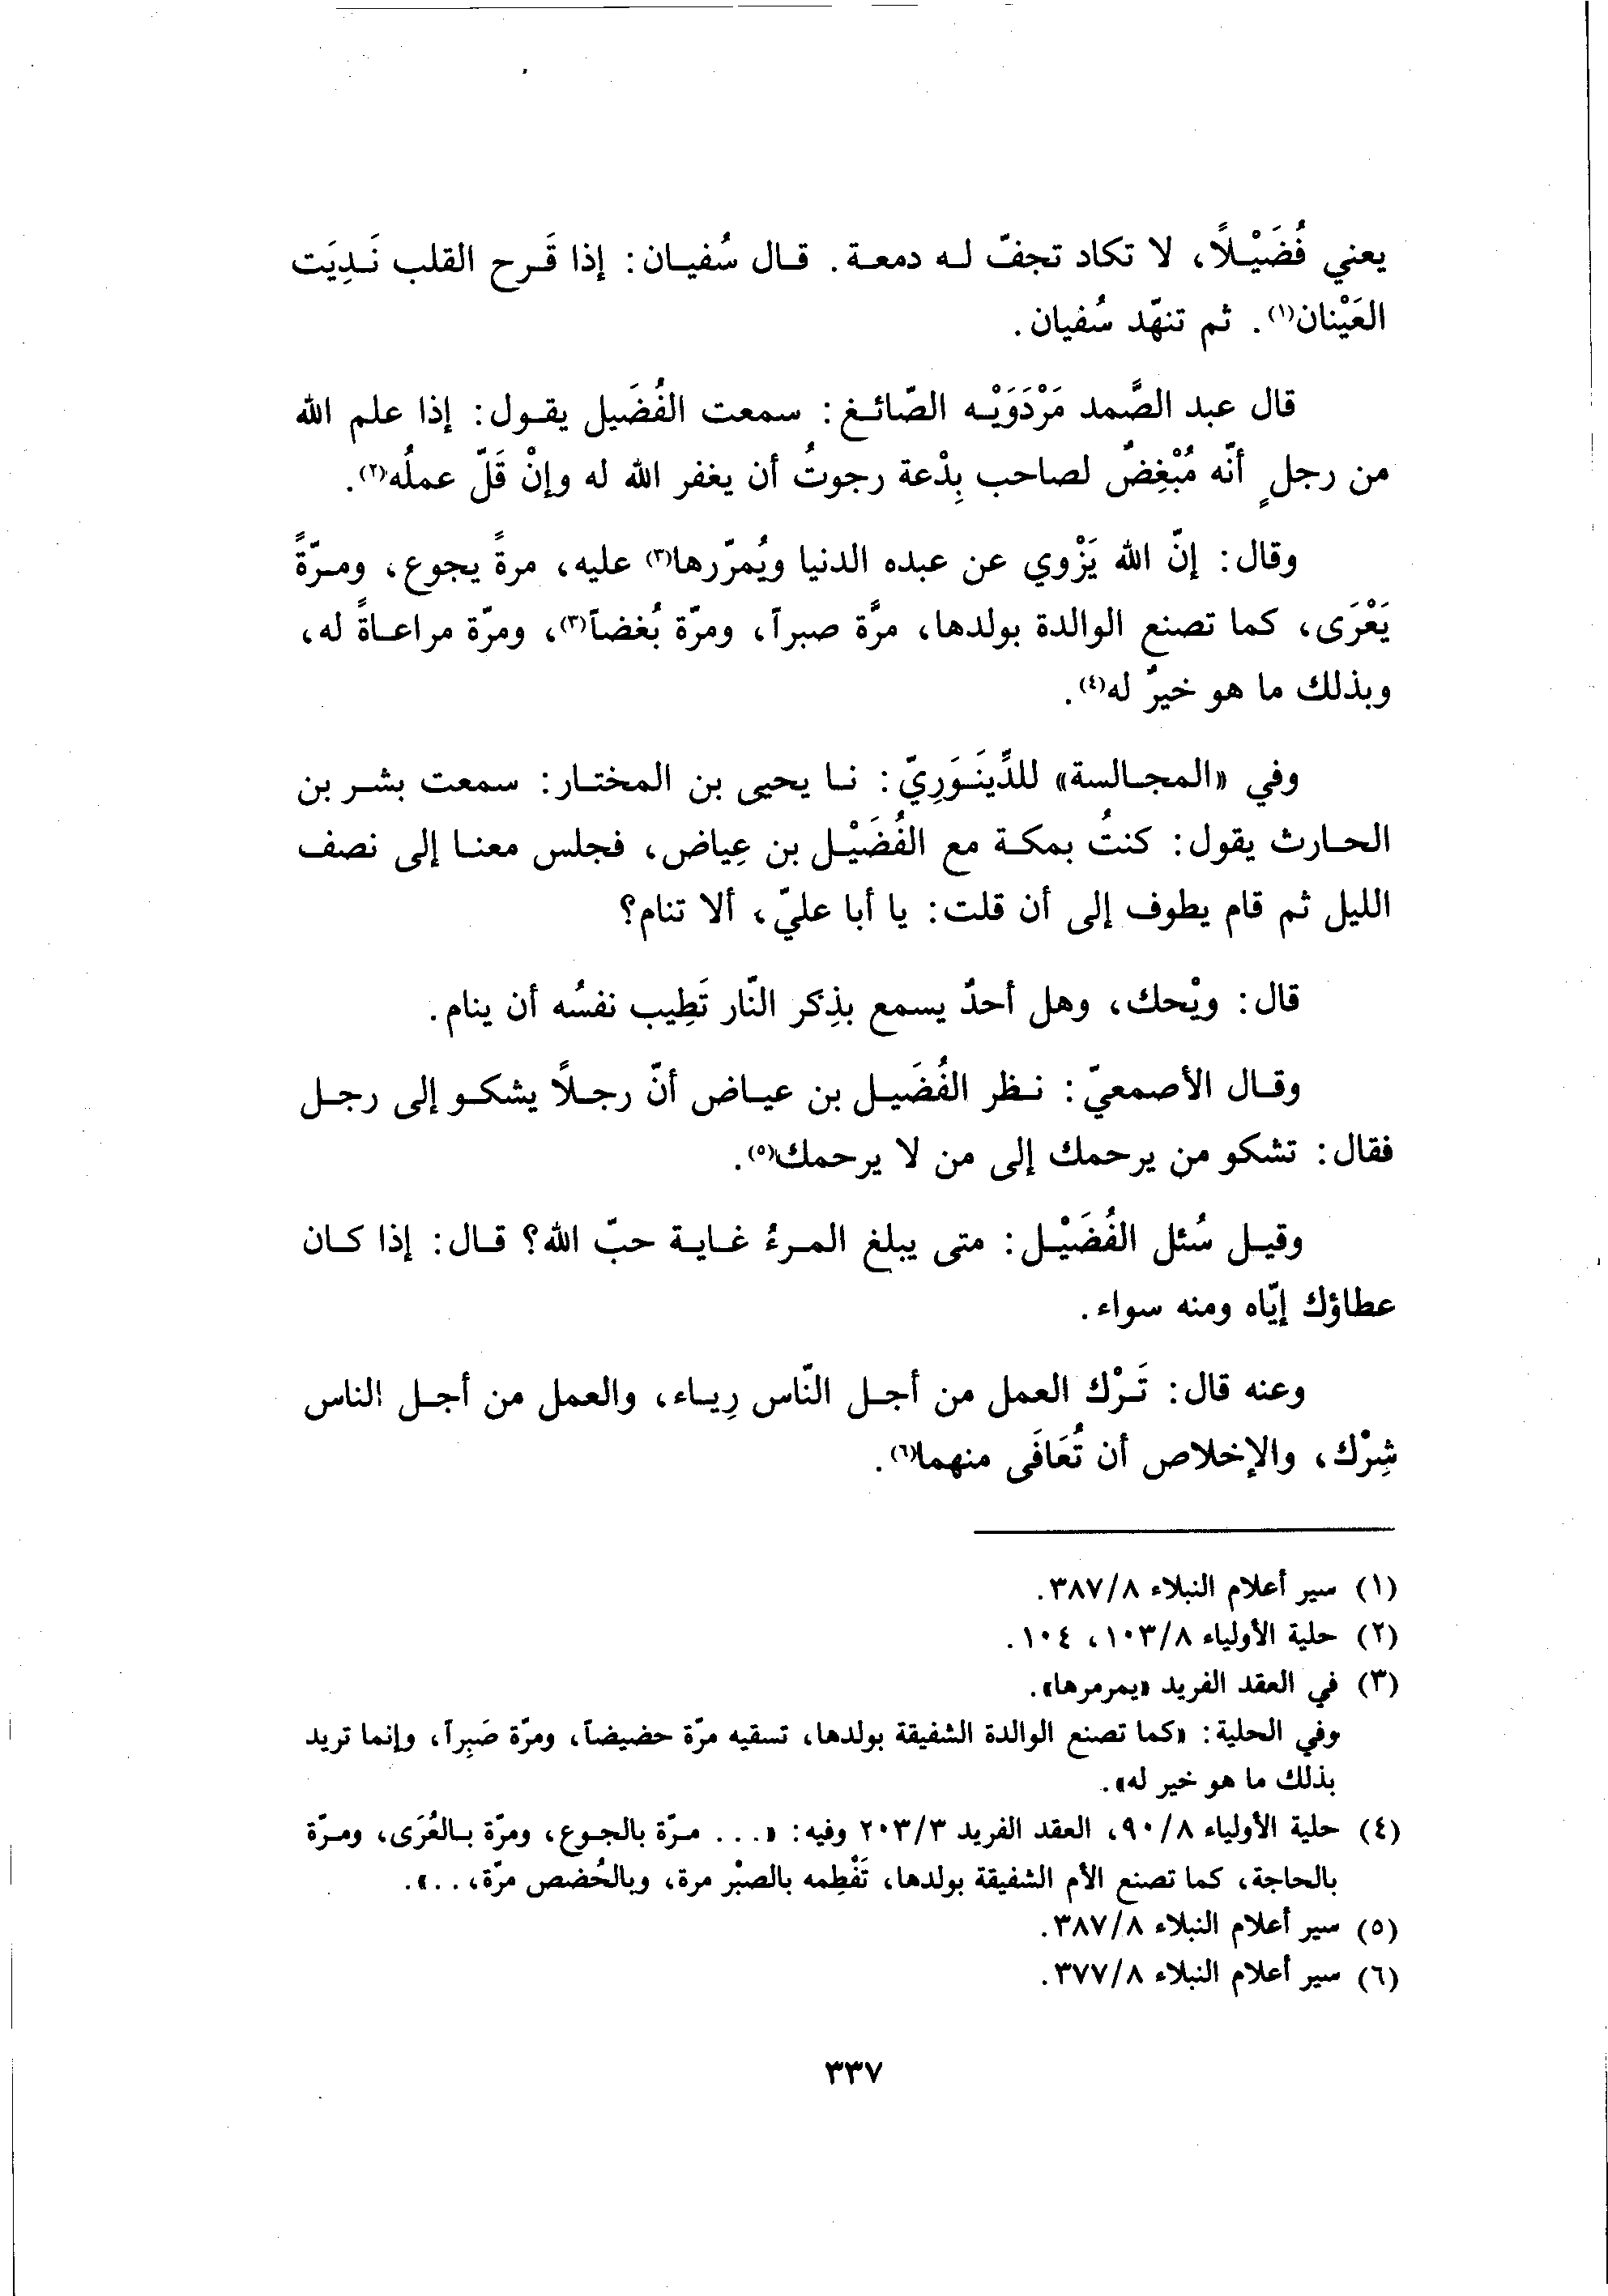 يعني فُضَيْلاً، لا تكاد تجفّ له دمعة. قال سُفيان: إذا قَرح القلب نَدِيَت
العَيْنان(١). ثم تنهّد سُفيان.
قال عبد الصَّمد مَرْدَوَيْه الصّائغ: سمعت الفُضَيل يقول: إذا علم الله
من رجلٍ أنّه مُبْغِضٌ لصاحب بِدْعة رجوتُ أن يغفر الله له وإنْ قَلّ عملُه(٢).
وقال: إنّ الله يَزْوي عن عبده الدنيا ويُمرّرها(٣) عليه، مرةً يجوع، ومرّةً
يَعْرَى، كما تصنع الوالدة بولدها، مرَّة صبراً، ومرّة بُغضاً(٣)، ومرّة مراعاةً له،
وبذلك ما هو خيرٌ له(٤).
وفي «المجالسة» للدِّينَوَرِيّ: نا يحيى بن المختار: سمعت بشر بن
الحارث يقول: كنتُ بمكة مع الفُضَيْل بن عِياض، فجلس معنا إلى نصف
الليل ثم قام يطوف إلى أن قلت: يا أبا عليّ، ألا تنام؟
قال: ويْحك، وهل أحدٌ يسمع بذِكر النّار تَطِيب نفسُه أن ينام.
وقال الأصمعيّ: نظر الفُضَيل بن عياض أنّ رجلاً يشكو إلى رجل
فقال: تشكو من يرحمك إلى من لا يرحمك(٥).
وقيل سُئل الفُضَيْل: متى يبلغ المرءُ غاية حبّ الله؟ قال: إذا كان
عطاؤك إيّاه ومنه سواء.
وعنه قال: تَرْك العمل من أجل النّاس رِياء، والعمل من أجل الناس
شِرْك، والإخلاص أن تُعَافَى منهما(٦).
(١) سير أعلام النبلاء ٣٨٧/٨.
(٢) حلية الأولياء ١٠٣/٨، ١٠٤.
(٣) في العقد الفريد «يمرمرها».
وفي الحلية: «كما تصنع الوالدة الشفيقة بولدها، تسقيه مرّة حضيضاً، ومرّة صَبِراً، وإنما تريد
بذلك ما هو خير له».
(٤) حلية الأولياء ٩٠/٨، العقد الفريد ٢٠٣/٣ وفيه: «... مرّة بالجوع، ومرّة بالعُرَى، ومرّة
بالحاجة، كما تصنع الأم الشفيقة بولدها، تَفْطِمه بالصبْر مرة، وبالحُضض مرّة،...».
(٥) سير أعلام النبلاء ٣٨٧/٨.
(٦) سير أعلام النبلاء ٣٧٧/٨.
٣٣٧